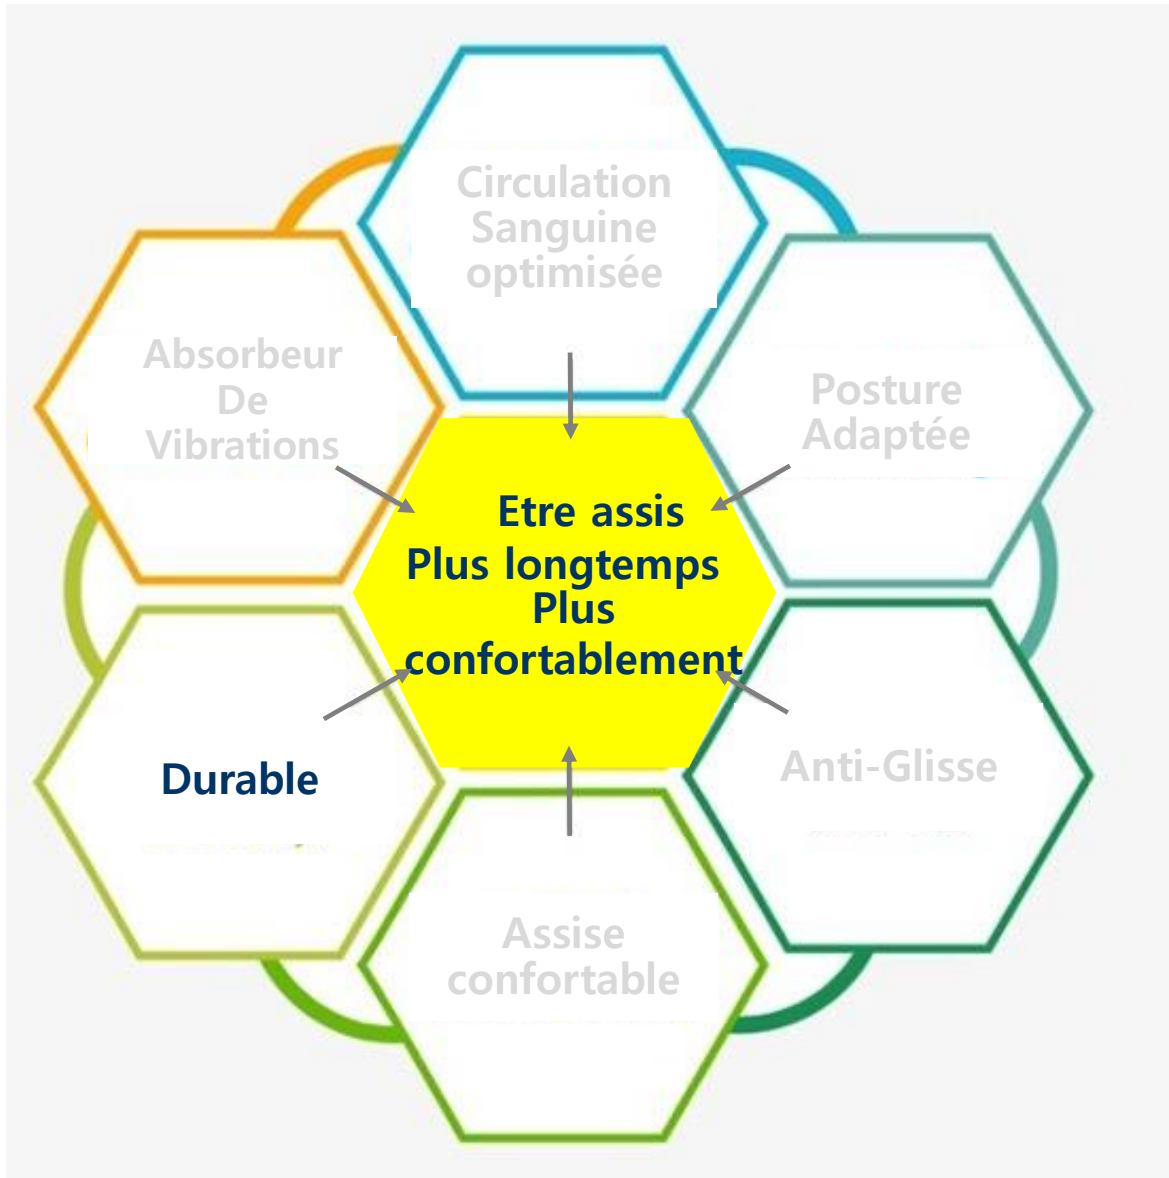 Circulation
Sanguine
optimisée
Absorbeur
De
Vibrations
Posture
Adaptée
Etre assis
Plus longtemps
Plus
confortablement
Durable
Anti-Glisse
Assise
confortable